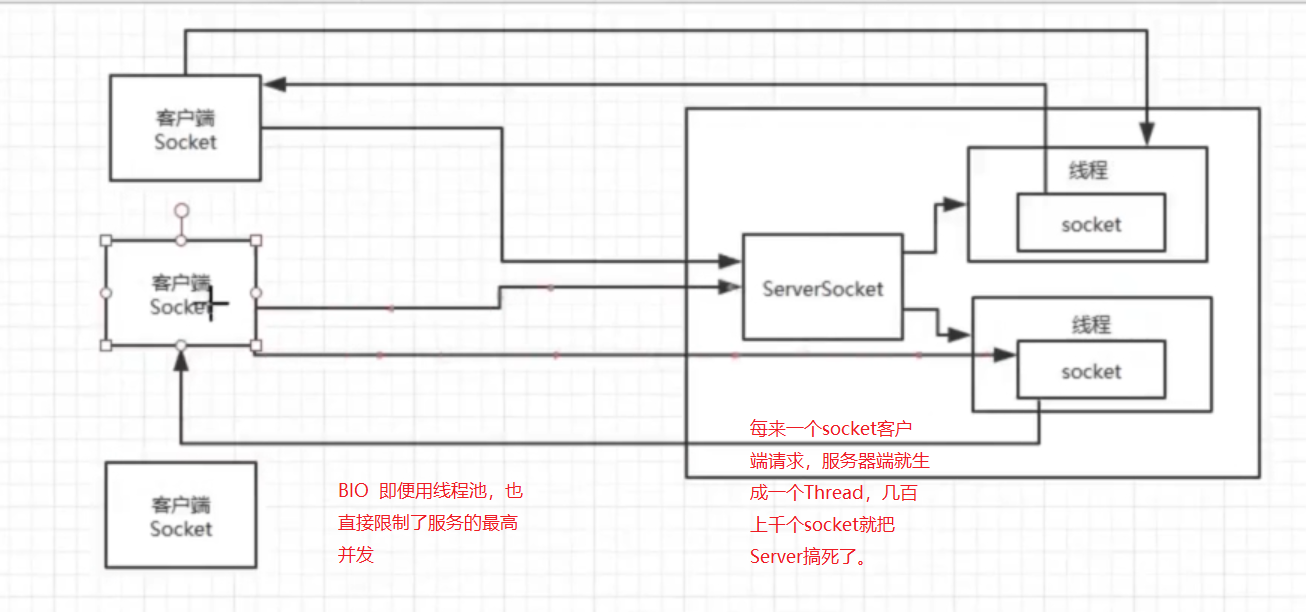 客户端
Socket
线程
socket
客户端
Socket
ServerSocket
线程
socket
客户端
Socket
BIO 即便用线程池，也
直接限制了服务的最高
并发
每来一个socket客户
端请求，服务器端就生
成一个Thread，几百
上千个socket就把
Server搞死了。